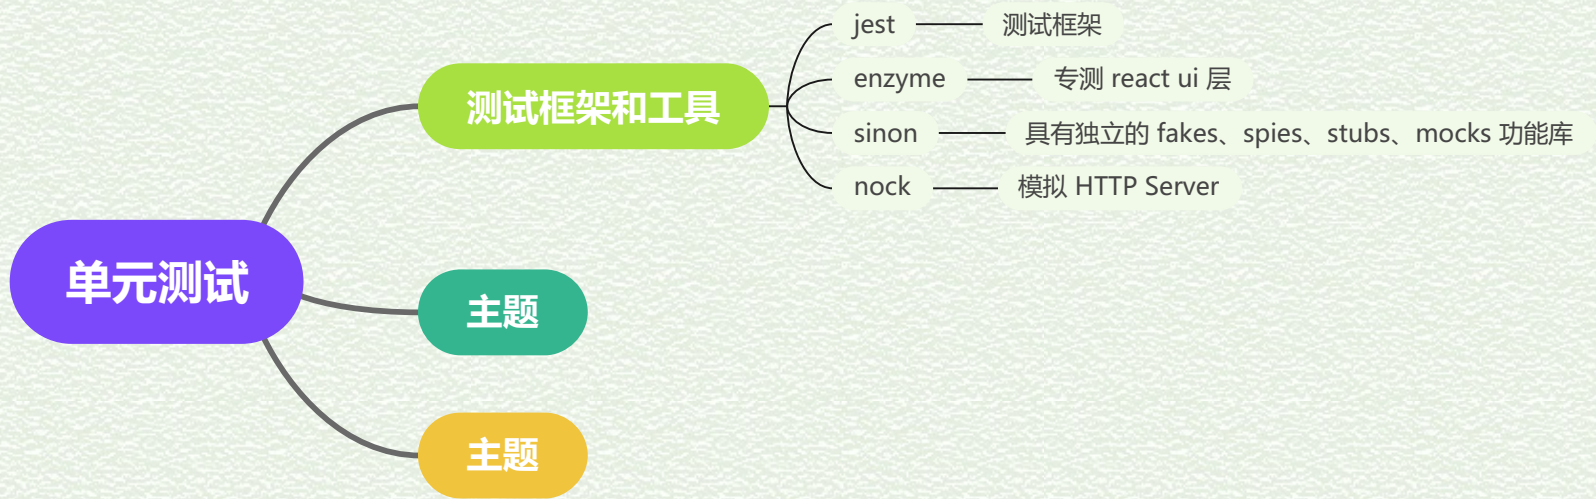 jest
测试框架
enzyme
专测 react ui 层
测试框架和工具
sinon
具有独立的 fakes、spies、stubs、mocks 功能库
nock
模拟 HTTP Server
单元测试
主题
主题